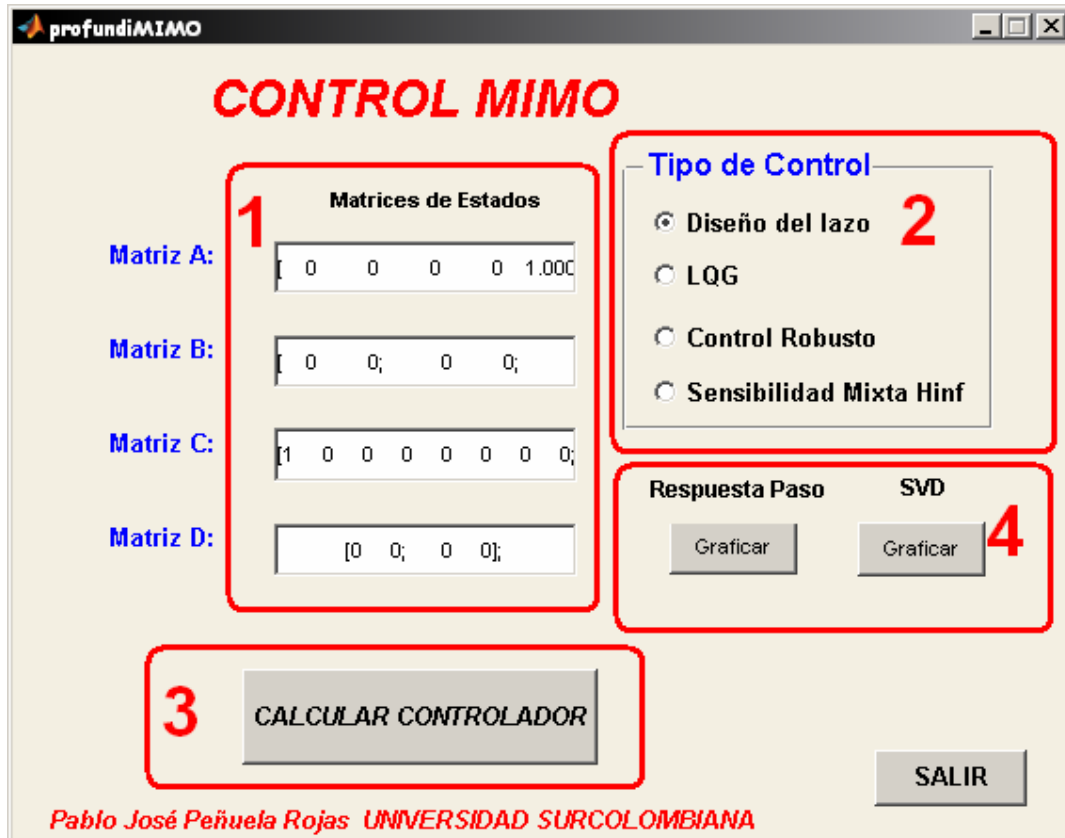 profundiMIMO
CONTROL MIMO
1
Matrices de Estados
Matriz A:
[ 0 0 0 0 1.000
Matriz B:
[ 0 0; 0 0;
Matriz C:
[1 0 0 0 0 0 0 0;
Matriz D:
[0 0; 0 0];
Tipo de Control
2
Diseño del lazo
LQG
Control Robusto
Sensibilidad Mixta Hinf
Respuesta Paso SVD
Graficar Graficar
4
3
CALCULAR CONTROLADOR
SALIR
Pablo José Peñuela Rojas UNIVERSIDAD SURCOLOMBIANA